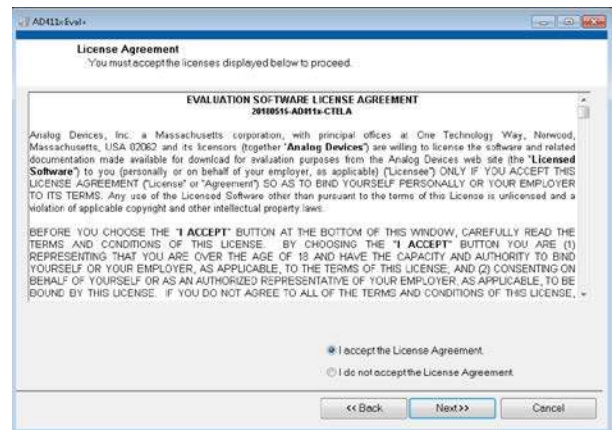 AD411x Eval+
License Agreement
You must accept the licenses displayed below to proceed.
EVALUATION SOFTWARE LICENSE AGREEMENT
20180515-AD411x-CTELA
Analog Devices, Inc. a Massachusetts corporation, with principal offices at One Technology Way, Norwood,
Massachusetts, USA 02062 and its licensors (together "Analog Devices") are willing to license the software and related
documentation made available for download for evaluation purposes from the Analog Devices web site (the "Licensed
Software") to you (personally or on behalf of your employer, as applicable) ("Licensee") ONLY IF YOU ACCEPT THIS
LICENSE AGREEMENT ("License" or "Agreement") SO AS TO BIND YOURSELF PERSONALLY OR YOUR EMPLOYER
TO ITS TERMS. Any use of the Licensed Software other than pursuant to the terms of this License is unlicensed and a
violation of applicable copyright and other intellectual property laws.
BEFORE YOU CHOOSE THE "I ACCEPT" BUTTON AT THE BOTTOM OF THIS WINDOW, CAREFULLY READ THE
TERMS AND CONDITIONS OF THIS LICENSE. BY CHOOSING THE "I ACCEPT" BUTTON YOU ARE (1)
REPRESENTING THAT YOU ARE OVER THE AGE OF 18 AND HAVE THE CAPACITY AND AUTHORITY TO BIND
YOURSELF OR YOUR EMPLOYER, AS APPLICABLE, TO THE TERMS OF THIS LICENSE; AND (2) CONSENTING ON
BEHALF OF YOURSELF OR AS AN AUTHORIZED REPRESENTATIVE OF YOUR EMPLOYER, AS APPLICABLE, TO BE
BOUND BY THIS LICENSE. IF YOU DO NOT AGREE TO ALL OF THE TERMS AND CONDITIONS OF THIS LICENSE,
I accept the License Agreement.
I do not accept the License Agreement.
<< Back
Next >>
Cancel